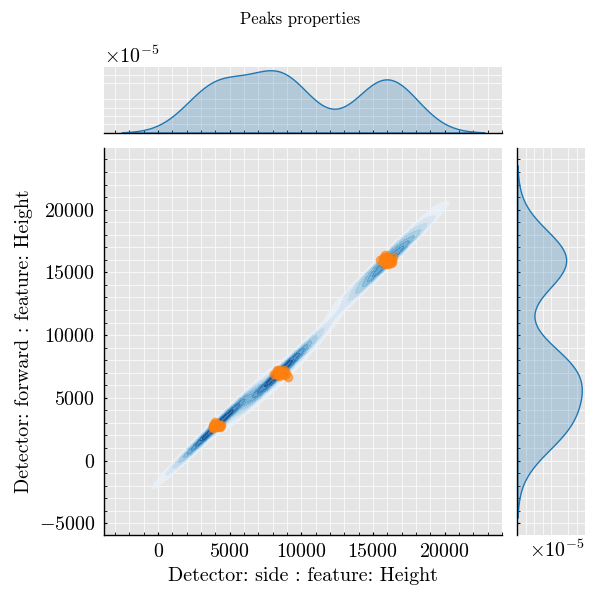 Peaks properties
×10⁻⁵
Detector: forward : feature: Height
20000
15000
10000
5000
0
−5000
0 5000 10000 15000 20000
×10⁻⁵
Detector: side : feature: Height